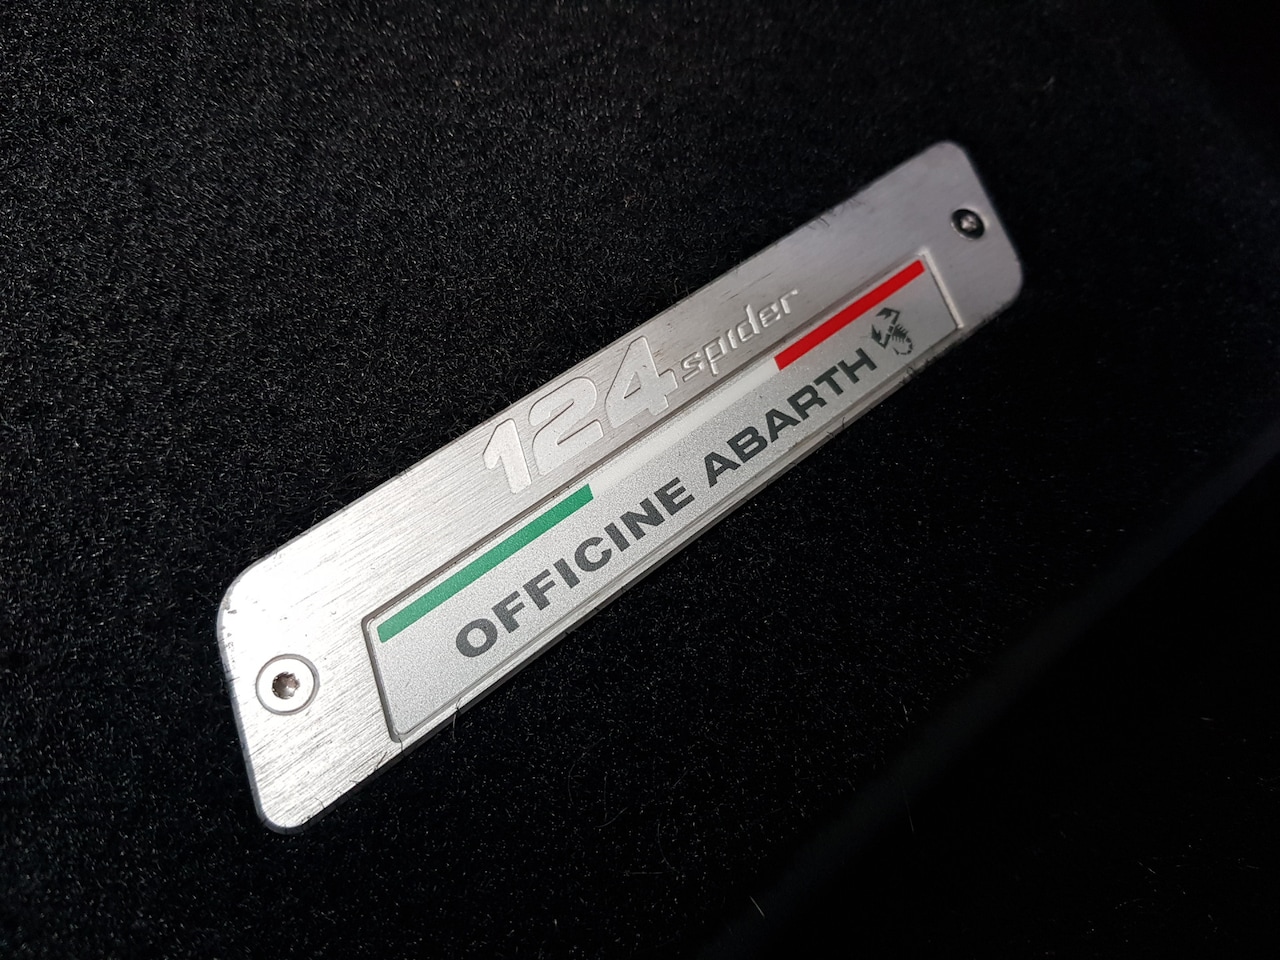 124 spider
OFFICINE ABARTH